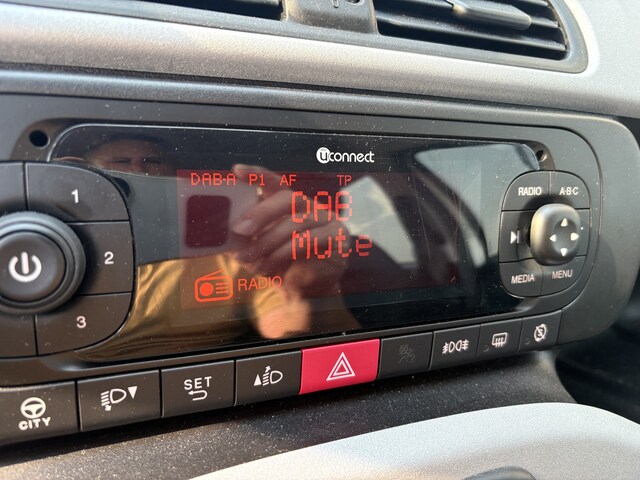 uconnect
DAB-A P1 AF TP
DAB
Mute
RADIO
1
2
3
RADIO
A·B·C
MEDIA
MENU
CITY
SET